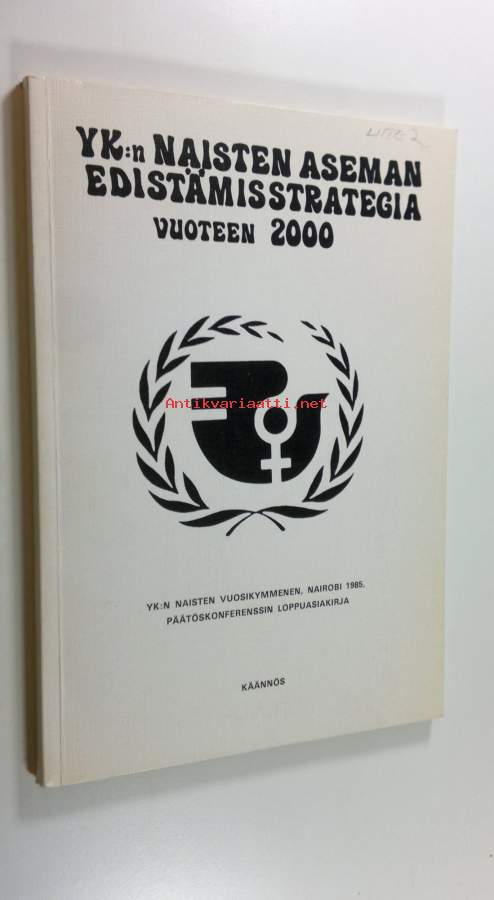 YK:n NAISTEN ASEMAN
EDISTÄMISSTRATEGIA
VUOTEEN 2000
Antikvariaatti.net
YK:N NAISTEN VUOSIKYMMENEN, NAIROBI 1985,
PÄÄTÖSKONFERENSSIN LOPPUASIAKIRJA
KÄÄNNÖS